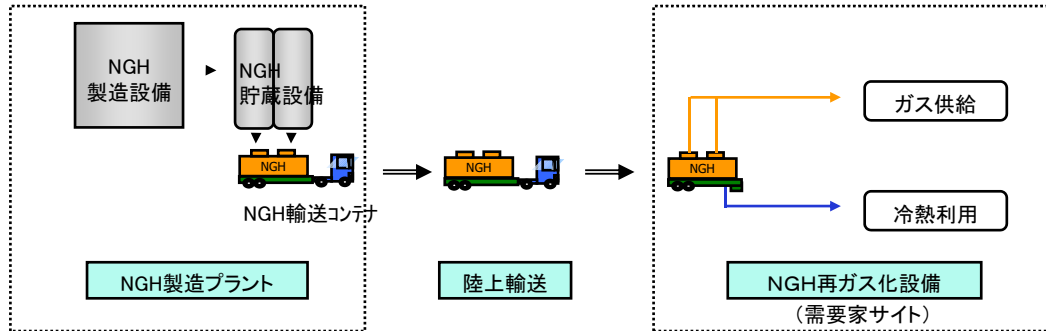 NGH
製造設備
NGH
貯蔵設備
NGH
NGH輸送コンテナ
NGH製造プラント
NGH
陸上輸送
NGH
ガス供給
冷熱利用
NGH再ガス化設備
(需要家サイト)